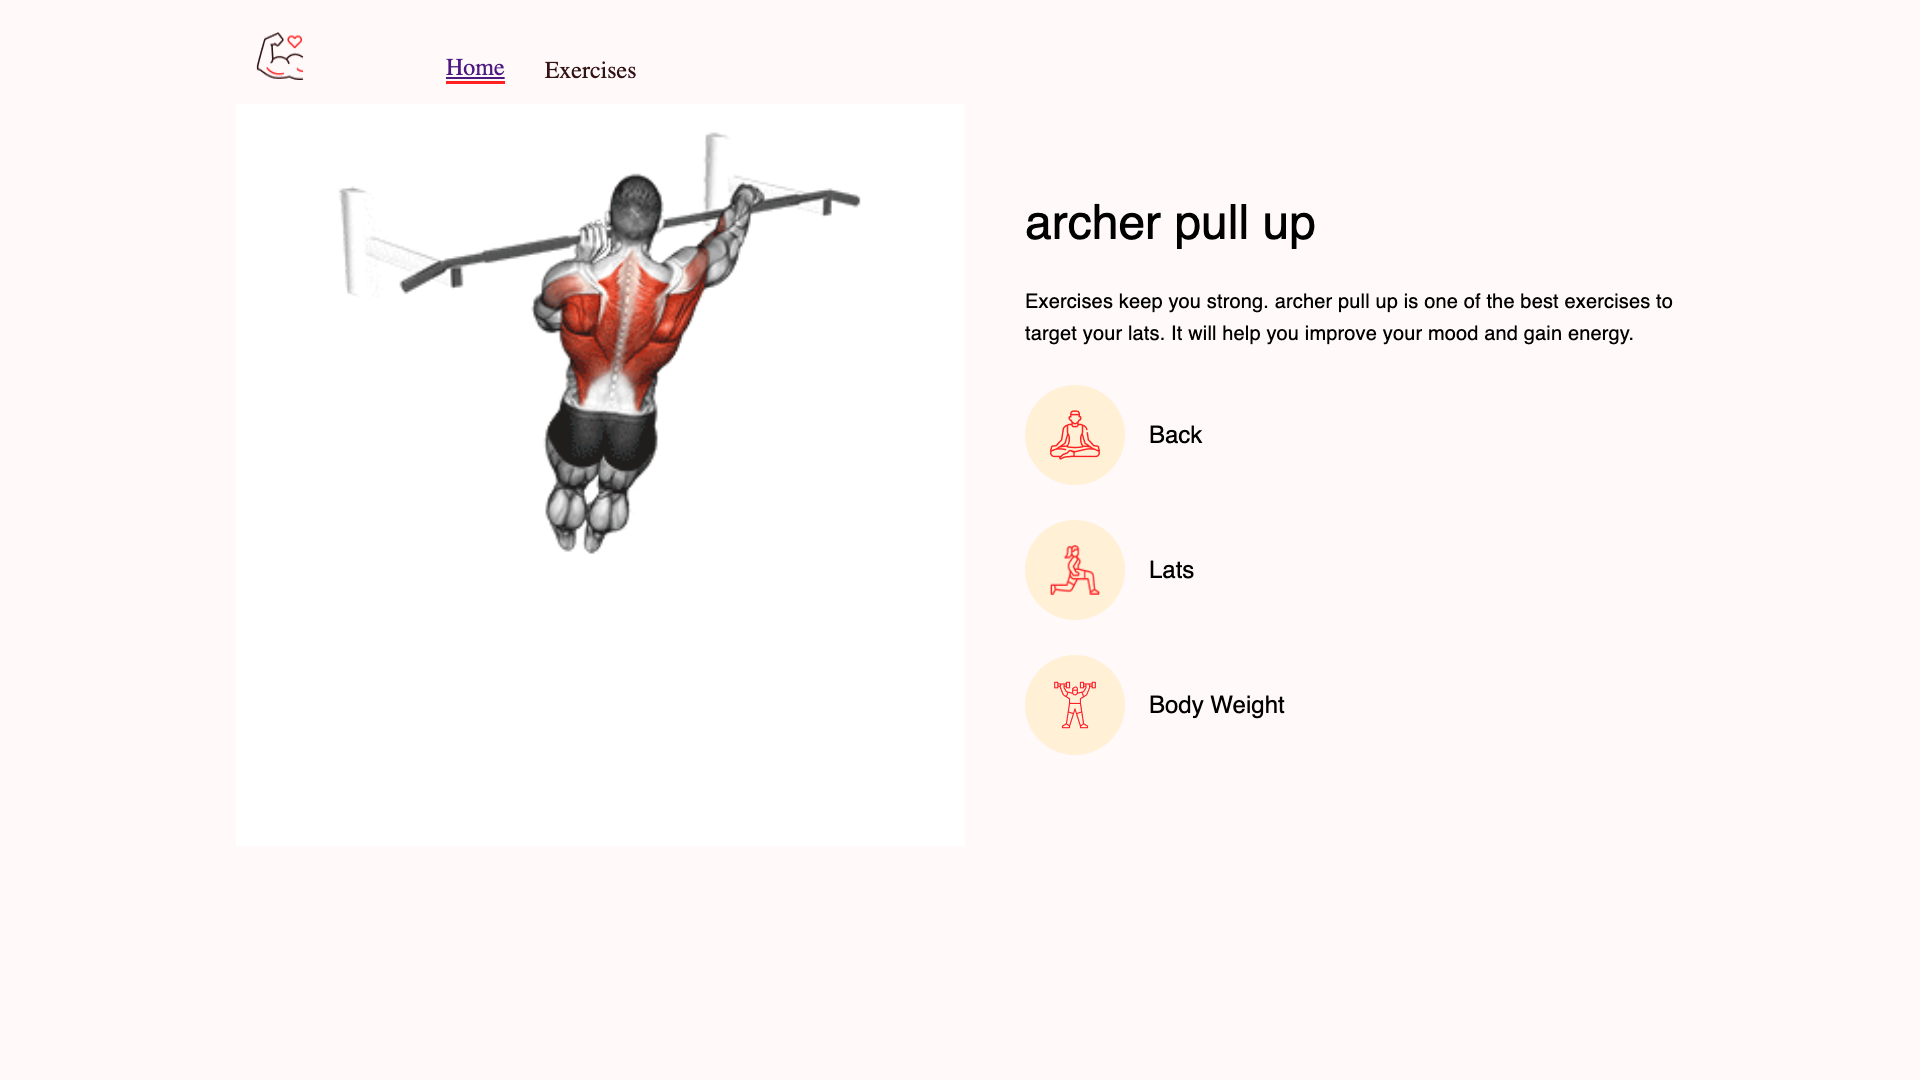 Home
Exercises
archer pull up
Exercises keep you strong. archer pull up is one of the best exercises to
target your lats. It will help you improve your mood and gain energy.
Back
Lats
Body Weight